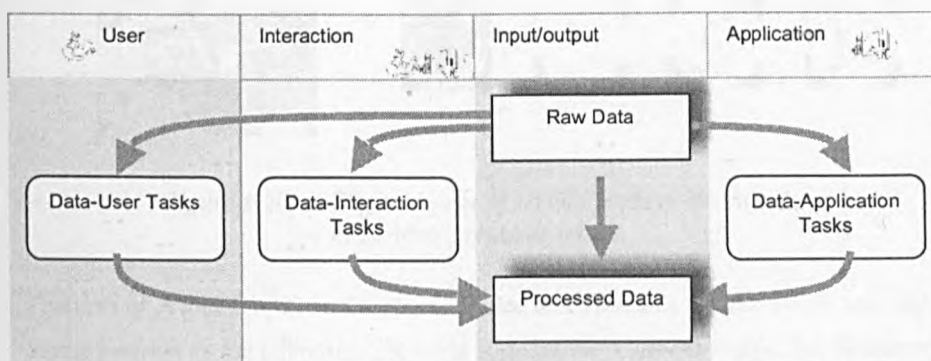 User
Interaction
Input/output
Application
Raw Data
Data-User Tasks
Data-Interaction
Tasks
Data-Application
Tasks
Processed Data